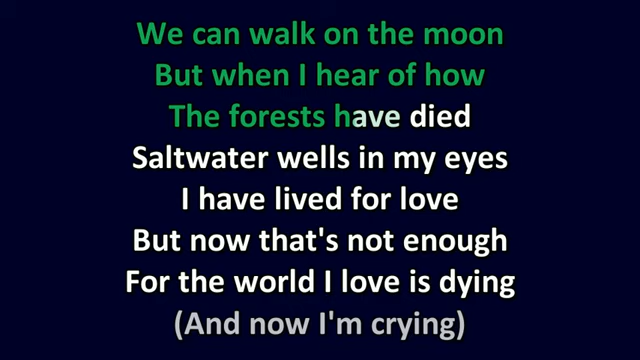 We can walk on the moon
But when I hear of how
The forests have died
Saltwater wells in my eyes
I have lived for love
But now that's not enough
For the world I love is dying
(And now I'm crying)